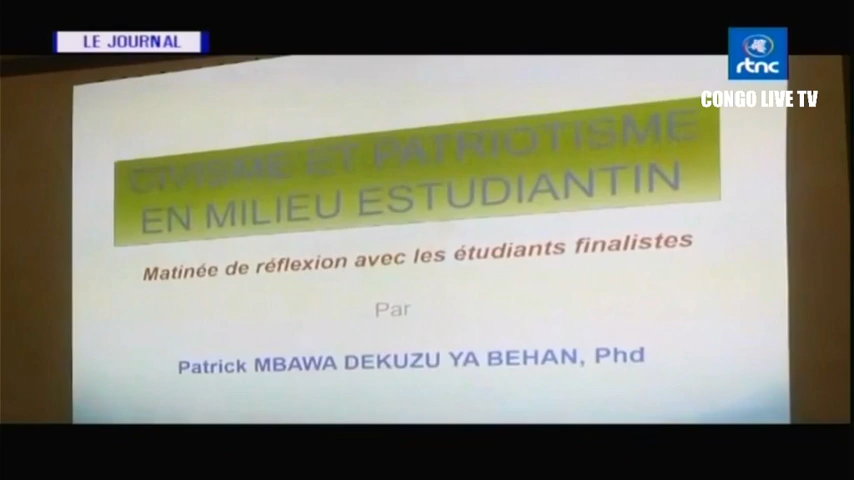 LE JOURNAL
rtnc
CONGO LIVE TV
CIVISME ET PATRIOTISME
EN MILIEU ESTUDIANTIN
Matinée de réflexion avec les étudiants finalistes
Par
Patrick MBAWA DEKUZU YA BEHAN, Phd